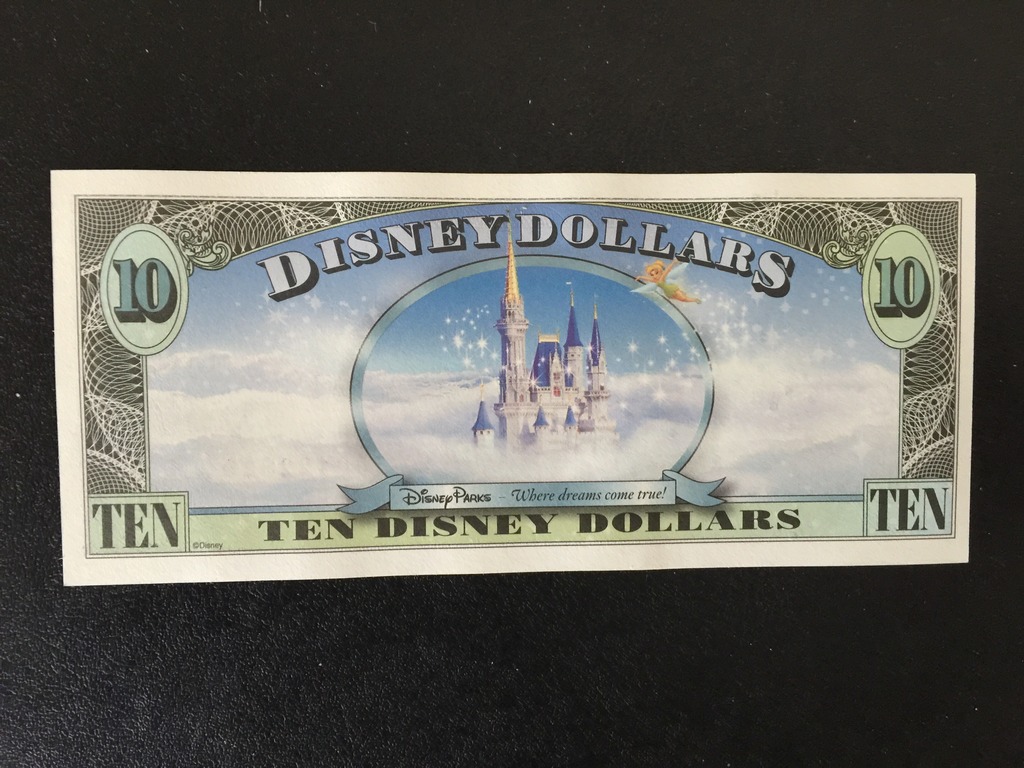 DISNEY DOLLARS
10
10
DISNEY PARKS – Where dreams come true!
TEN
TEN DISNEY DOLLARS
TEN
©Disney